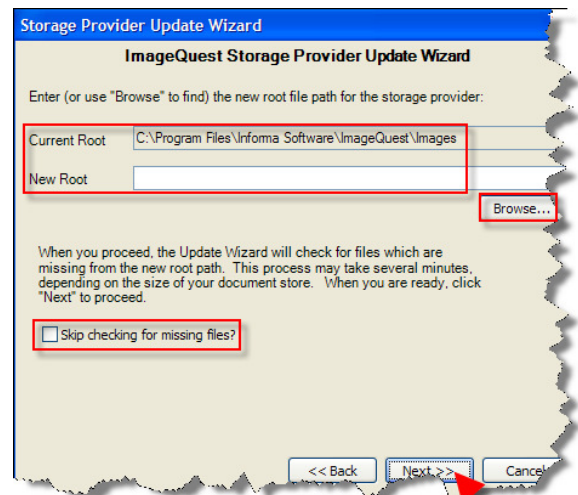 Storage Provider Update Wizard
ImageQuest Storage Provider Update Wizard
Enter (or use "Browse" to find) the new root file path for the storage provider:
Current Root
C:\Program Files\Informa Software\ImageQuest\Images
New Root
Browse...
When you proceed, the Update Wizard will check for files which are
missing from the new root path. This process may take several minutes,
depending on the size of your document store. When you are ready, click
"Next" to proceed.
Skip checking for missing files?
<< Back
Next >>
Cancel